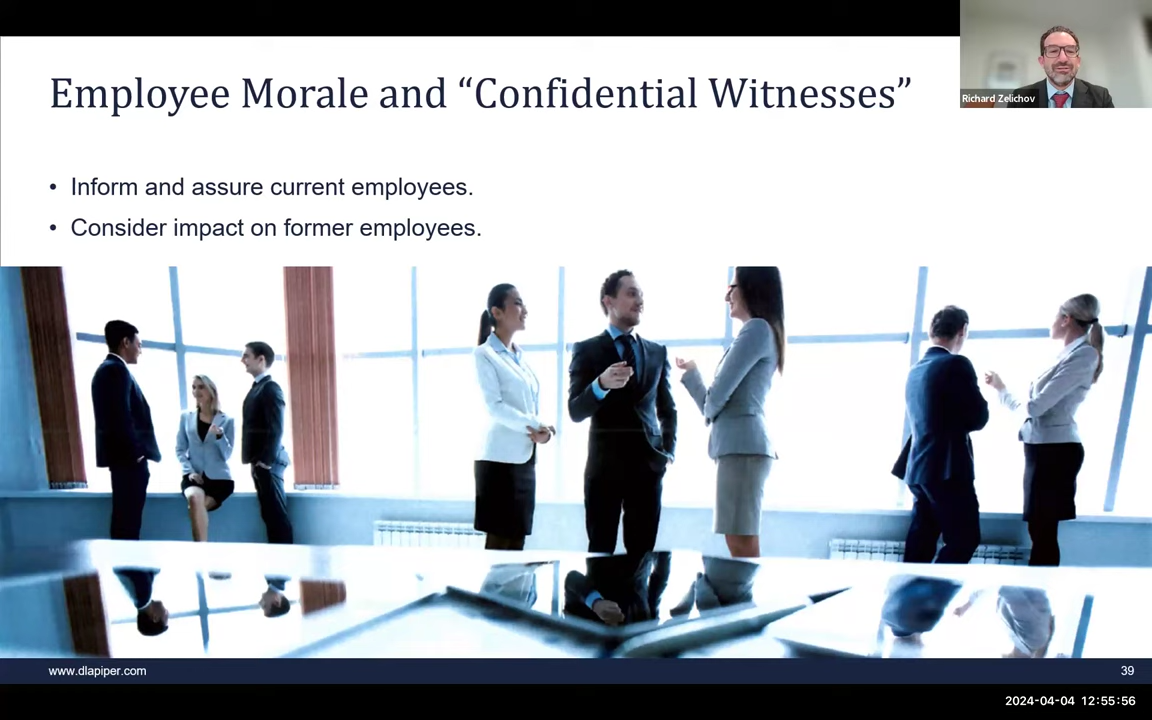 Employee Morale and “Confidential Witnesses”
Richard Zelichov
• Inform and assure current employees.
• Consider impact on former employees.
www.dlapiper.com
39
2024-04-04 12:55:56